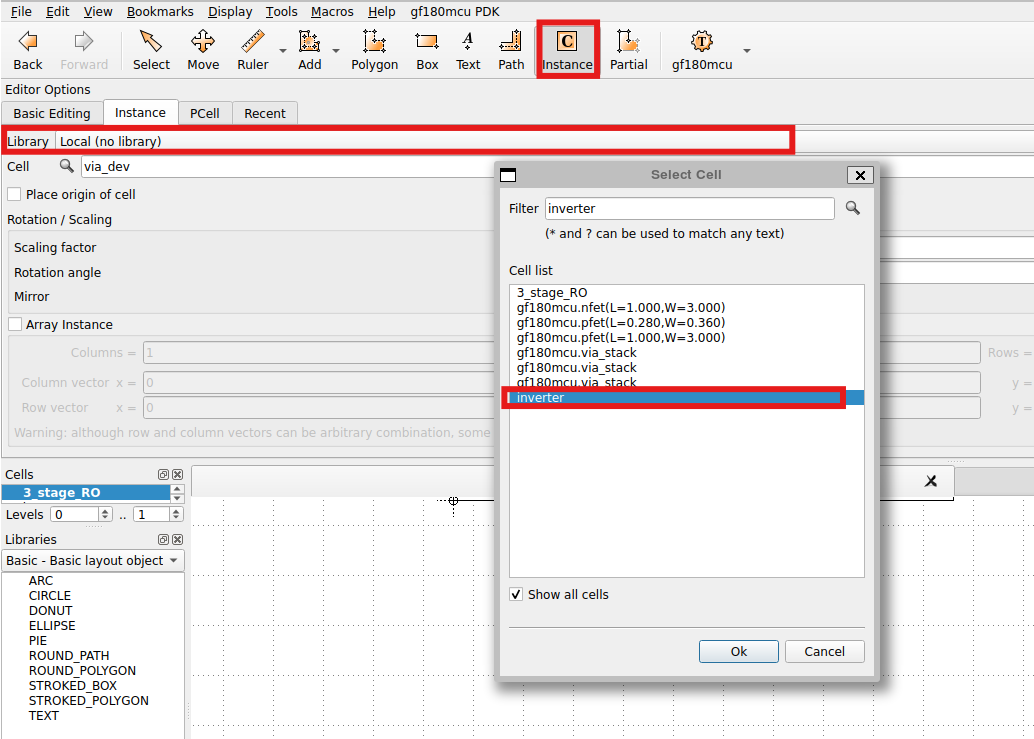 File Edit View Bookmarks Display Tools Macros Help gf180mcu PDK
Back Forward Select Move Ruler Add Polygon Box Text Path Instance Partial gf180mcu
Editor Options
Basic Editing Instance PCell Recent
Library Local (no library)
Cell via_dev
Place origin of cell
Rotation / Scaling
Scaling factor
Rotation angle
Mirror
Array Instance
Columns = 1 Rows =
Column vector x = 0 y =
Row vector x = 0 y =
Warning: although row and column vectors can be arbitrary combination, some
Select Cell
Filter inverter
(* and ? can be used to match any text)
Cell list
3_stage_RO
gf180mcu.nfet(L=1.000,W=3.000)
gf180mcu.pfet(L=0.280,W=0.360)
gf180mcu.pfet(L=1.000,W=3.000)
gf180mcu.via_stack
gf180mcu.via_stack
gf180mcu.via_stack
inverter
Show all cells
Ok Cancel
Cells
3_stage_RO
Levels 0 .. 1
Libraries
Basic - Basic layout object
ARC
CIRCLE
DONUT
ELLIPSE
PIE
ROUND_PATH
ROUND_POLYGON
STROKED_BOX
STROKED_POLYGON
TEXT